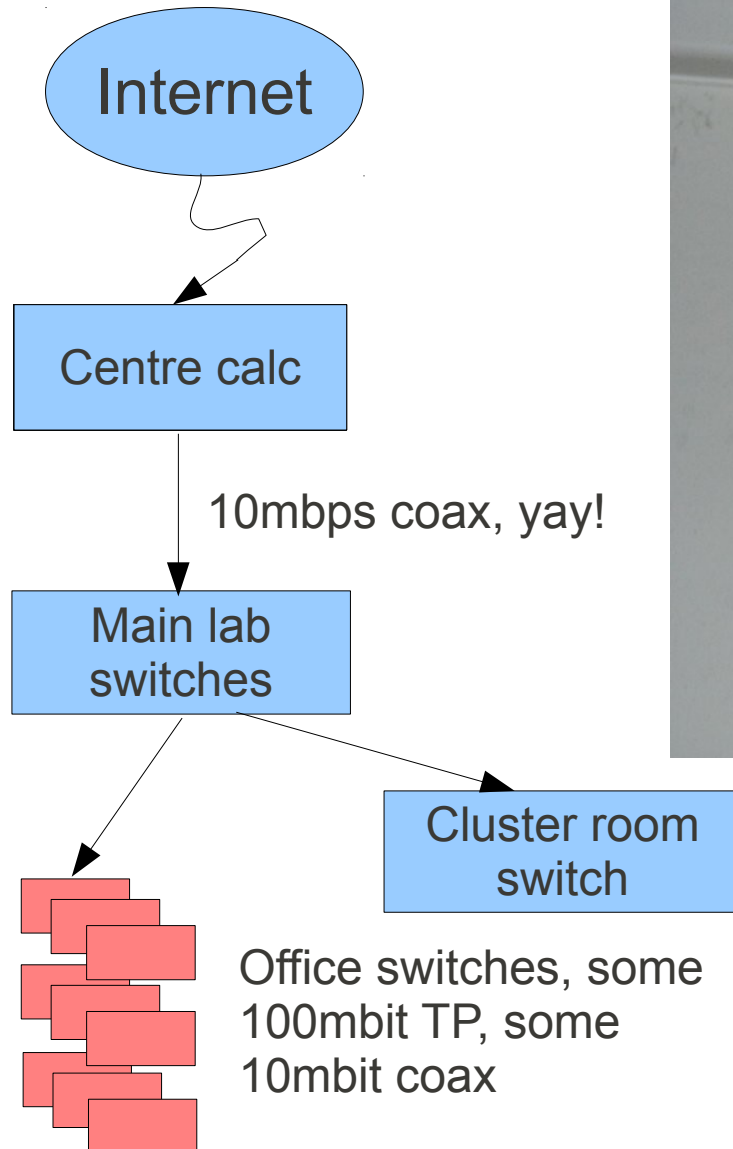 Internet
Centre calc
10mbps coax, yay!
Main lab
switches
Cluster room
switch
Office switches, some
100mbit TP, some
10mbit coax